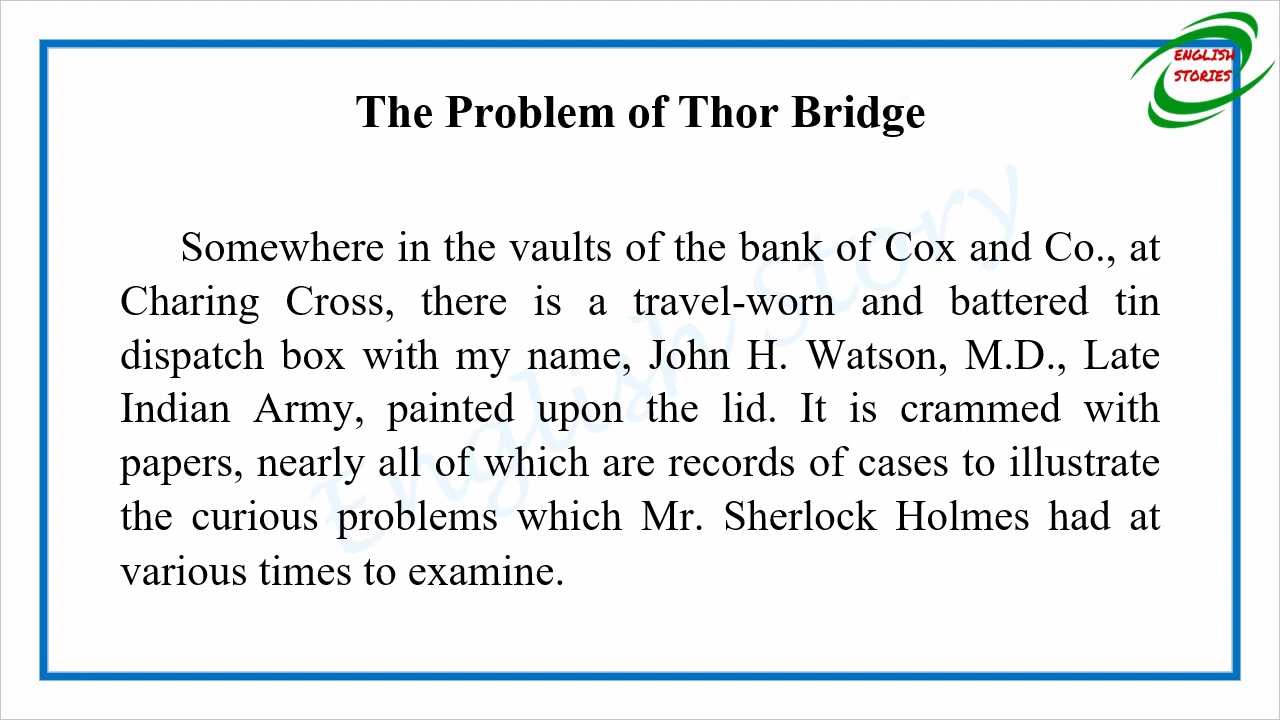 ENGLISH
STORIES
The Problem of Thor Bridge
Somewhere in the vaults of the bank of Cox and Co., at
Charing Cross, there is a travel-worn and battered tin
dispatch box with my name, John H. Watson, M.D., Late
Indian Army, painted upon the lid. It is crammed with
papers, nearly all of which are records of cases to illustrate
the curious problems which Mr. Sherlock Holmes had at
various times to examine.
English Story